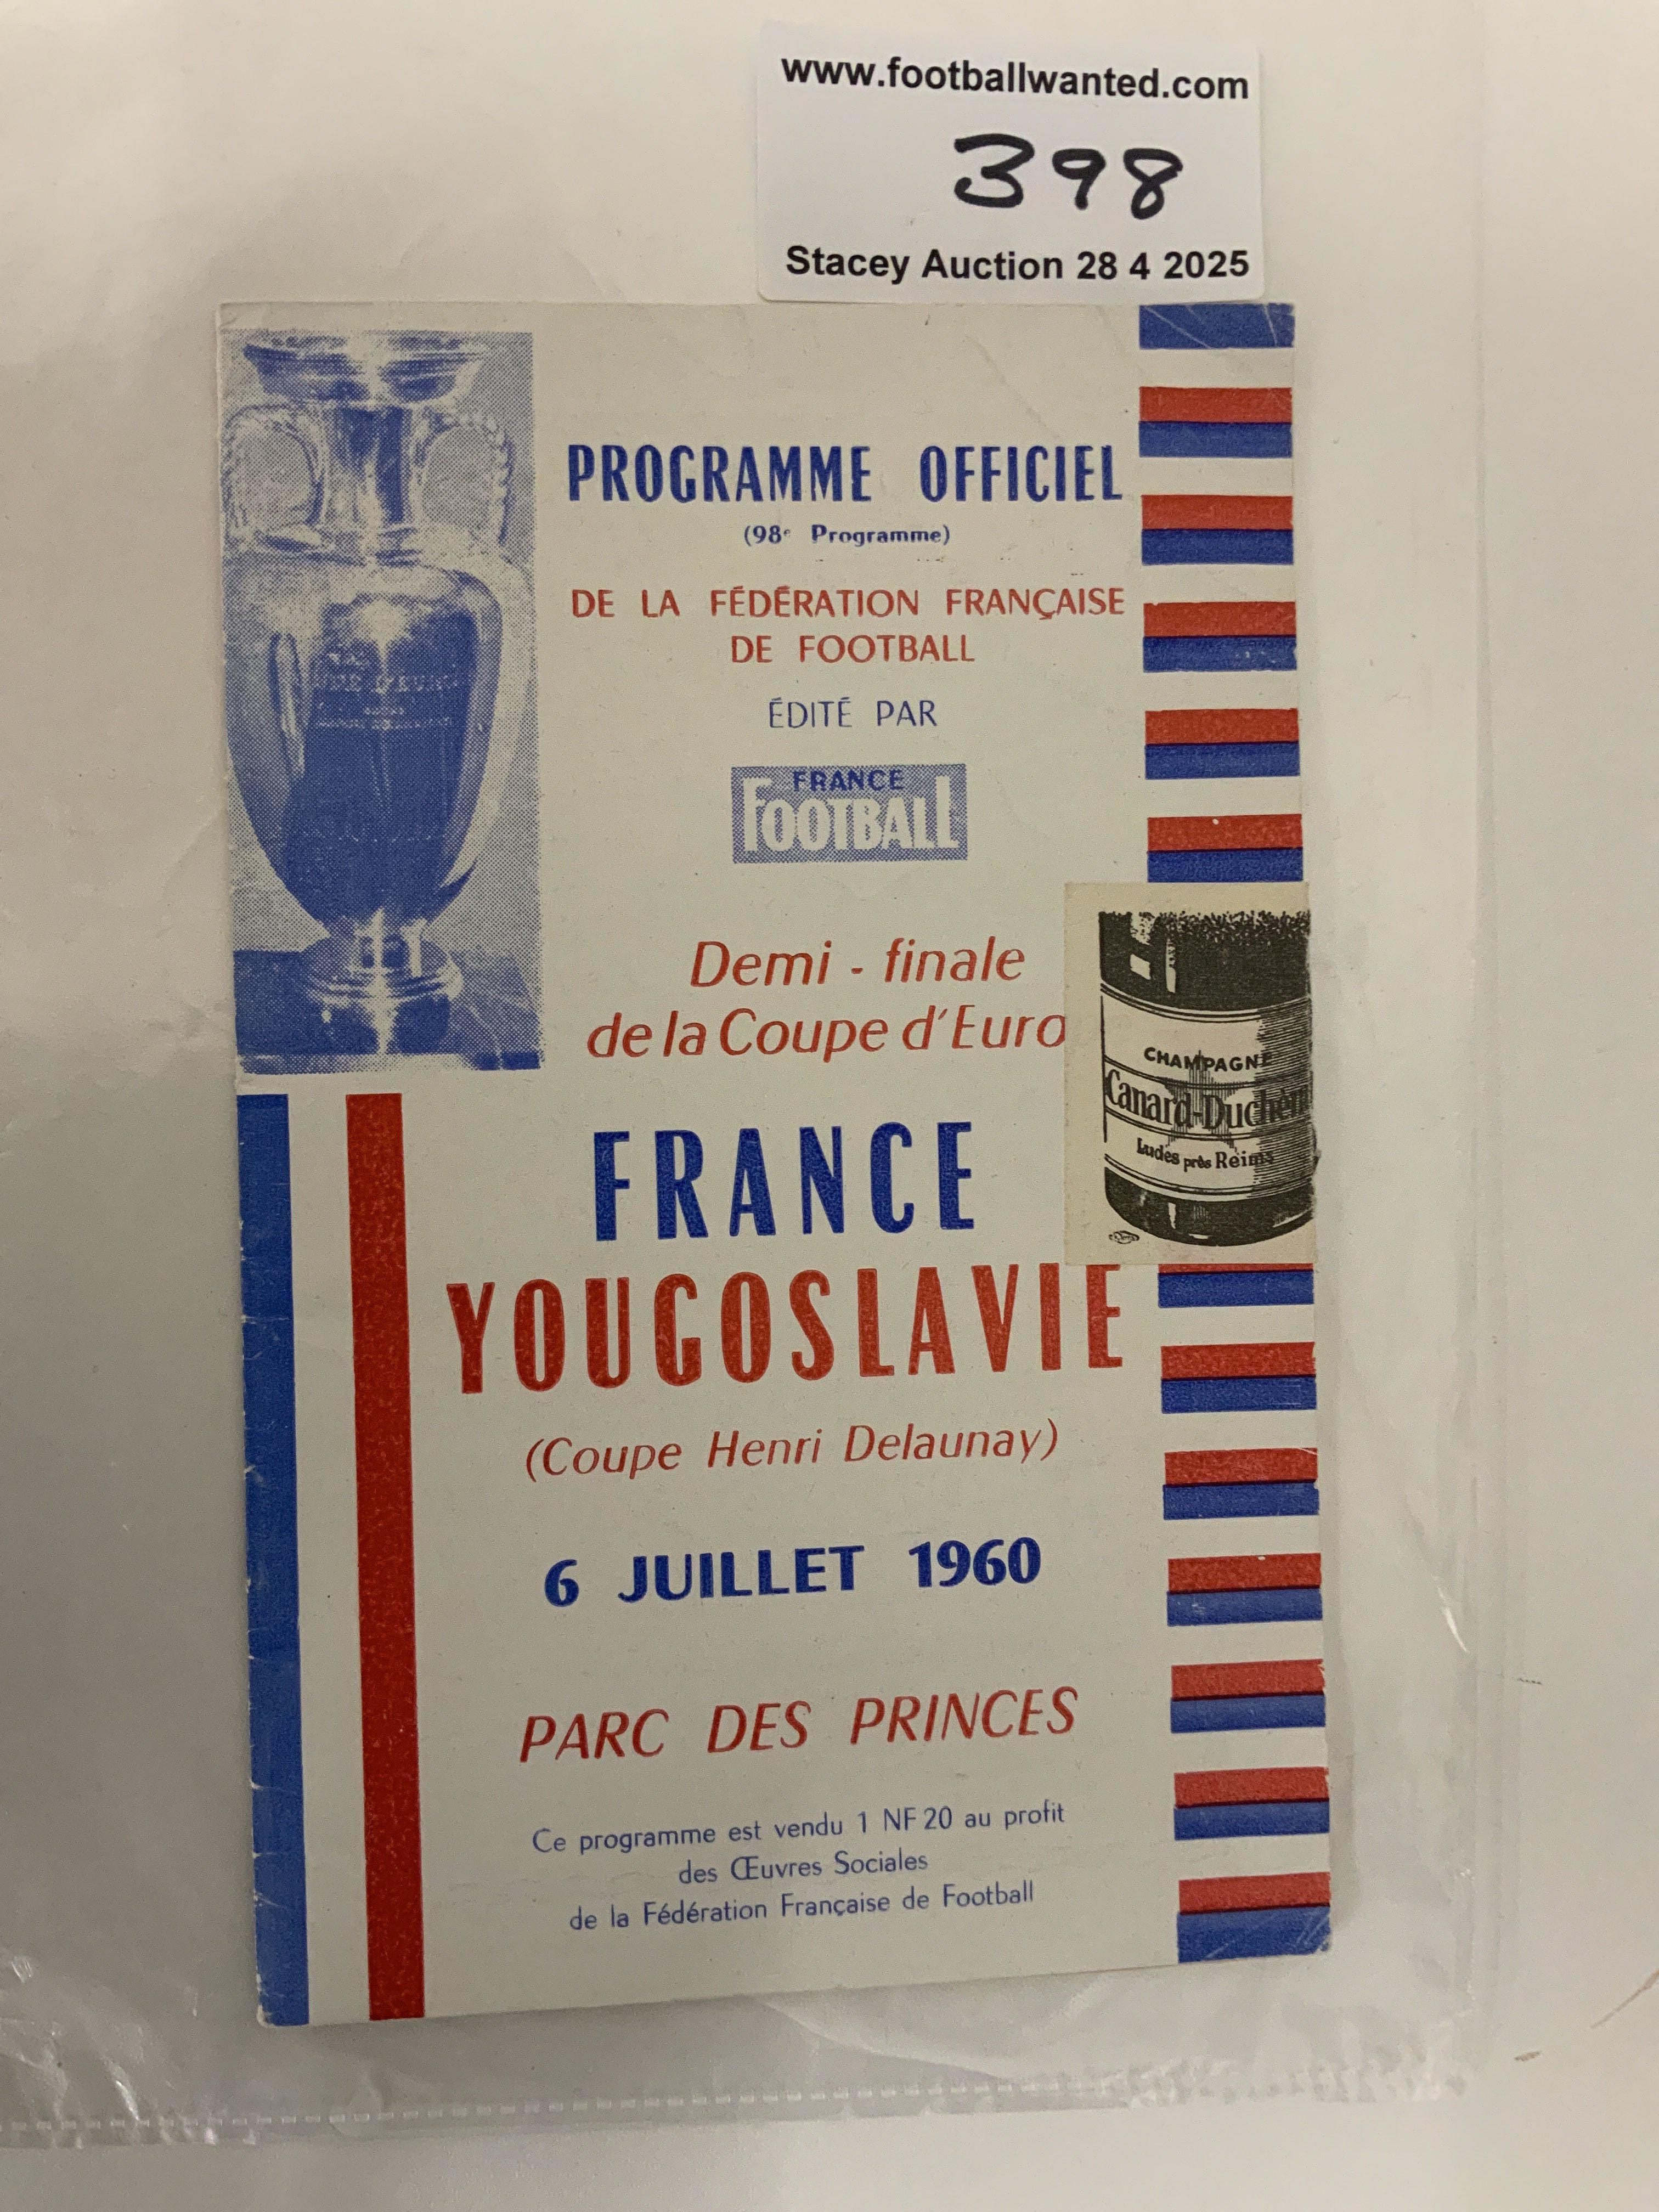 www.footballwanted.com
398
Stacey Auction 28 4 2025
PROGRAMME OFFICIEL
(98e Programme)
DE LA FÉDÉRATION FRANÇAISE
DE FOOTBALL
ÉDITÉ PAR
FRANCE
FOOTBALL
Demi - finale
de la Coupe d'Euro
CHAMPAGNE
Canard-Duchên
Ludes près Reims
FRANCE
YOUGOSLAVIE
(Coupe Henri Delaunay)
6 JUILLET 1960
PARC DES PRINCES
Ce programme est vendu 1 NF 20 au profit
des Œuvres Sociales
de la Fédération Française de Football